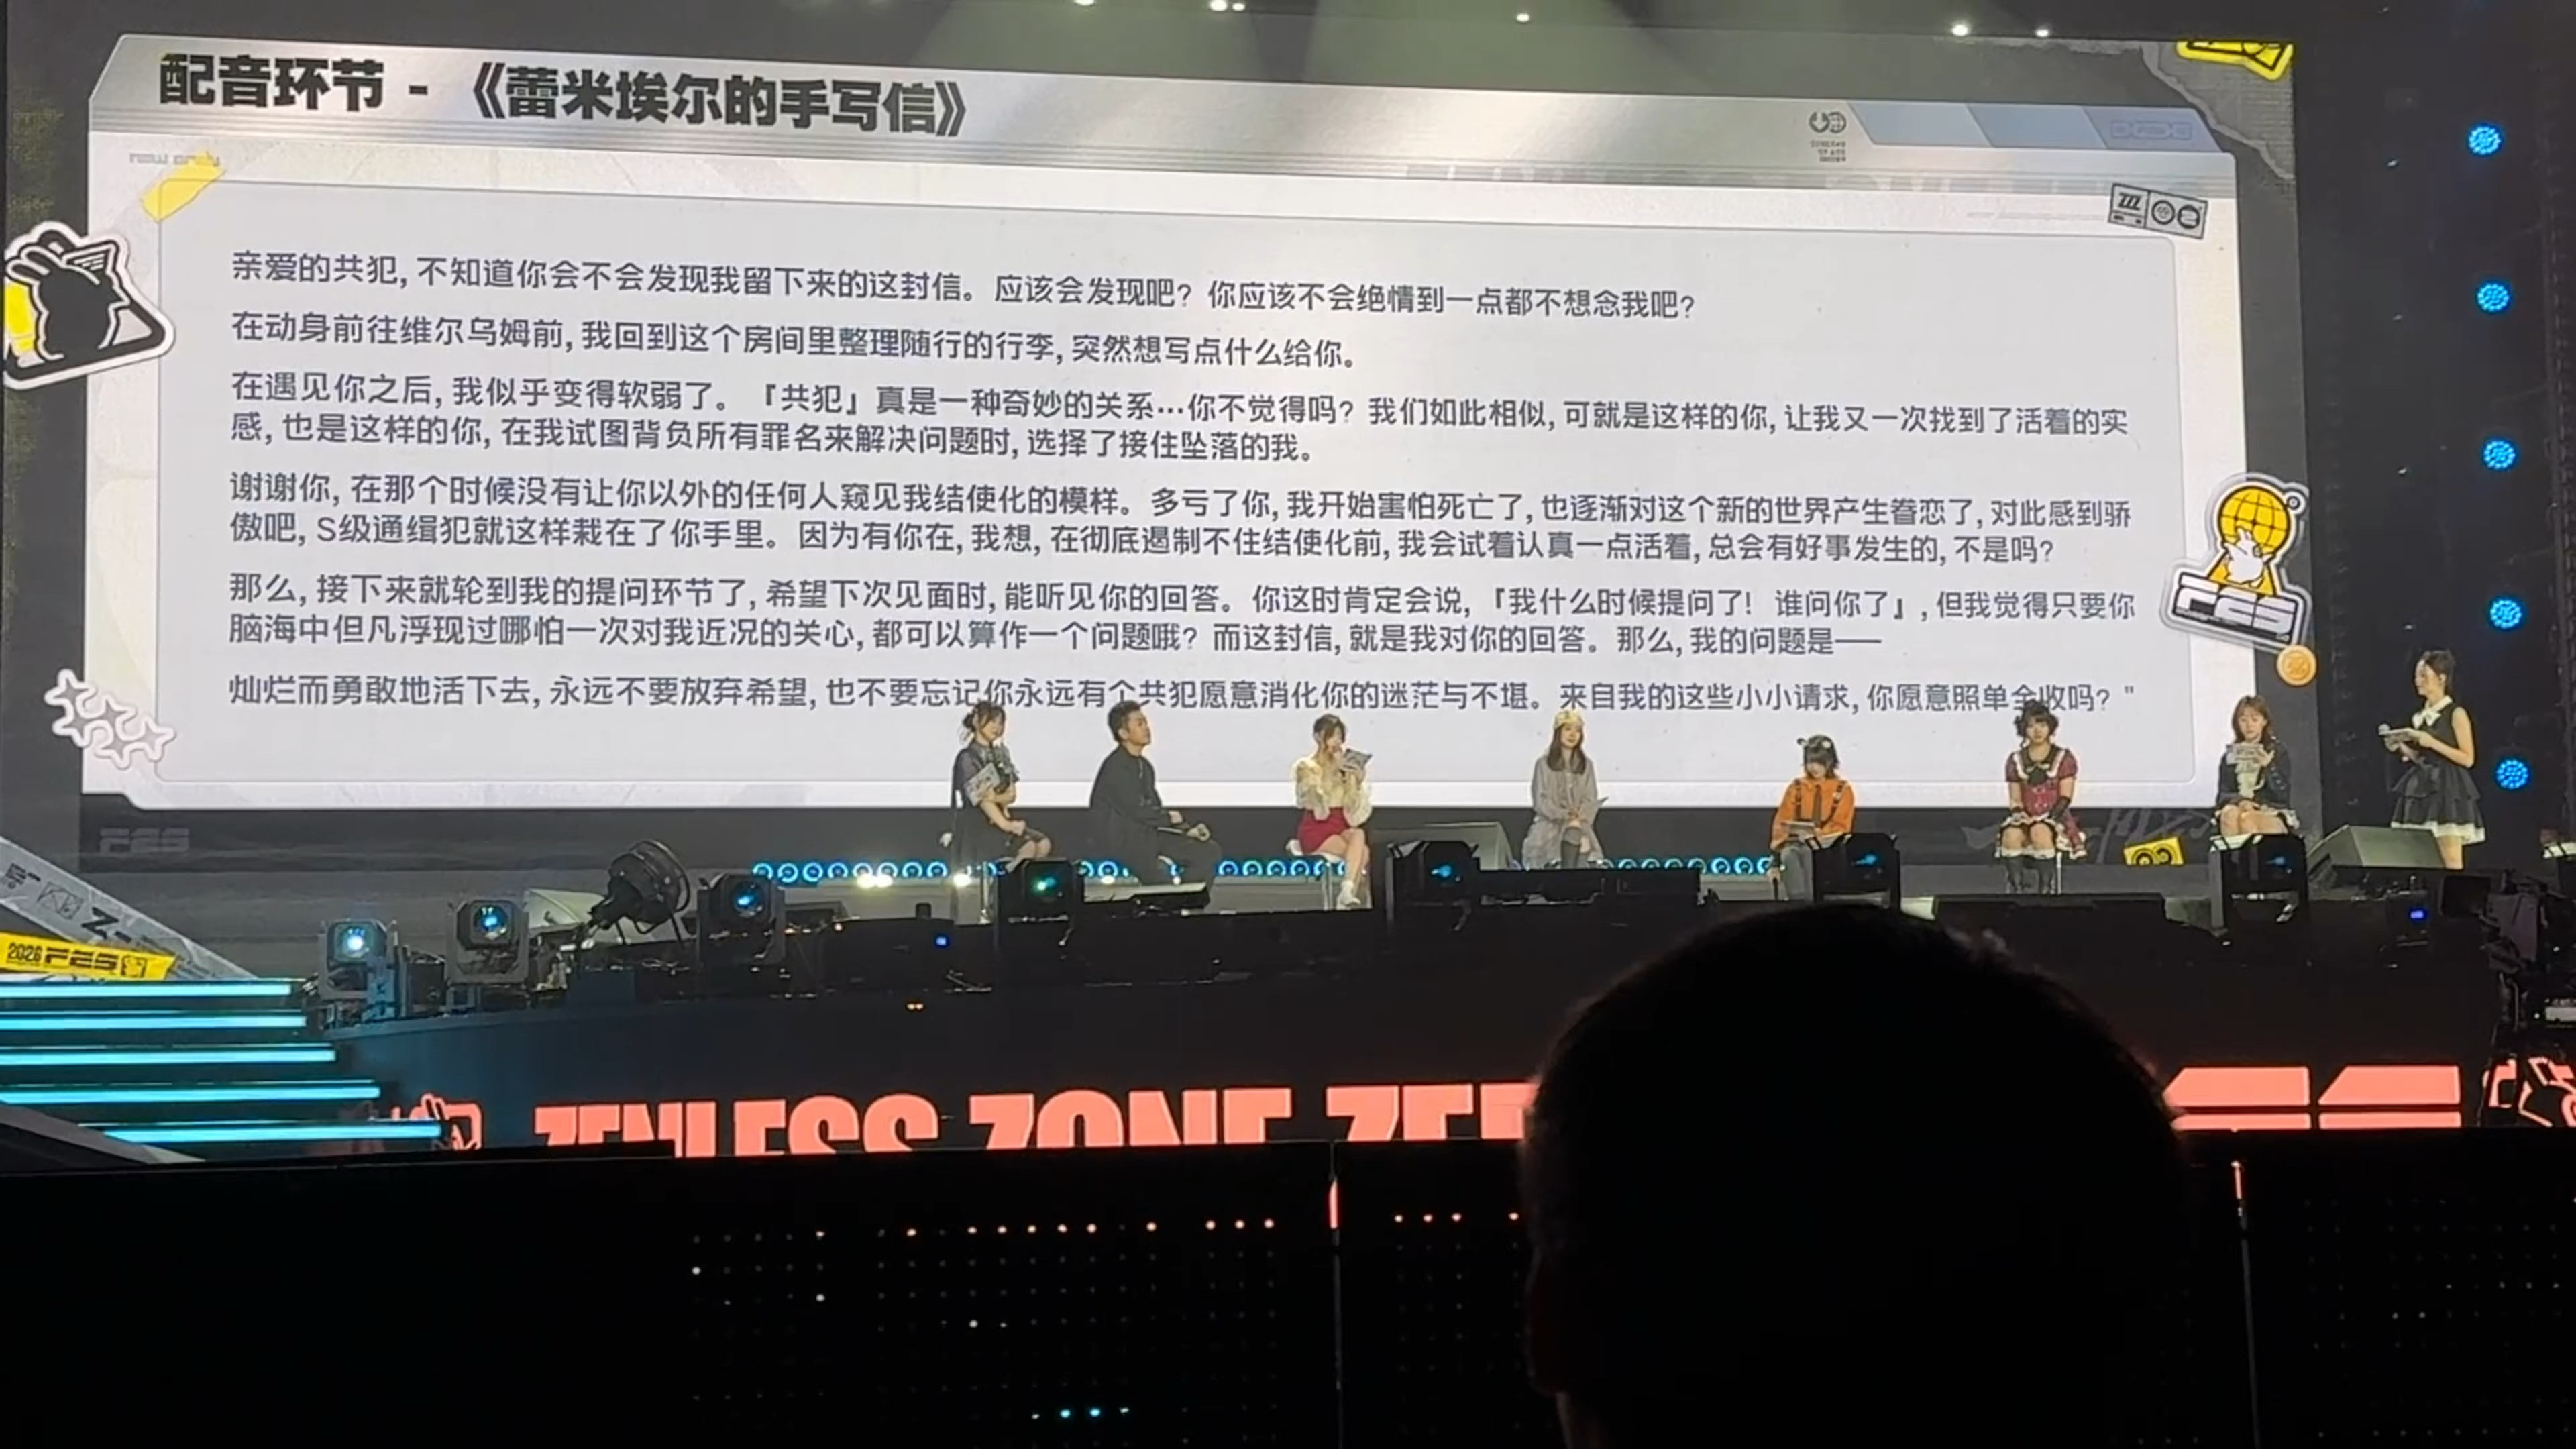 配音环节 - 《蕾米埃尔的手写信》
ZZZ
亲爱的共犯，不知道你会不会发现我留下来的这封信。应该会发现吧？你应该不会绝情到一点都不想念我吧？
在动身前往维尔乌姆前，我回到这个房间里整理随行的行李，突然想写点什么给你。
在遇见你之后，我似乎变得软弱了。『共犯』真是一种奇妙的关系…你不觉得吗？我们如此相似，可就是这样的你，让我又一次找到了活着的实
感，也是这样的你，在我试图背负所有罪名来解决问题时，选择了接住坠落的我。
谢谢你，在那个时候没有让你以外的任何人窥见我结使化的模样。多亏了你，我开始害怕死亡了，也逐渐对这个新的世界产生眷恋了，对此感到骄
傲吧，S级通缉犯就这样栽在了你手里。因为有你在，我想，在彻底遏制不住结使化前，我会试着认真一点活着，总会有好事发生的，不是吗？
那么，接下来就轮到我的提问环节了，希望下次见面时，能听见你的回答。你这时肯定会说，『我什么时候提问了！谁问你了』，但我觉得只要你
脑海中但凡浮现过哪怕一次对我近况的关心，都可以算作一个问题哦？而这封信，就是我对你的回答。那么，我的问题是——
灿烂而勇敢地活下去，永远不要放弃希望，也不要忘记你永远有个共犯愿意消化你的迷茫与不堪。来自我的这些小小请求，你愿意照单全收吗？"
FES
FES
2026 FES
ZENLESS ZONE